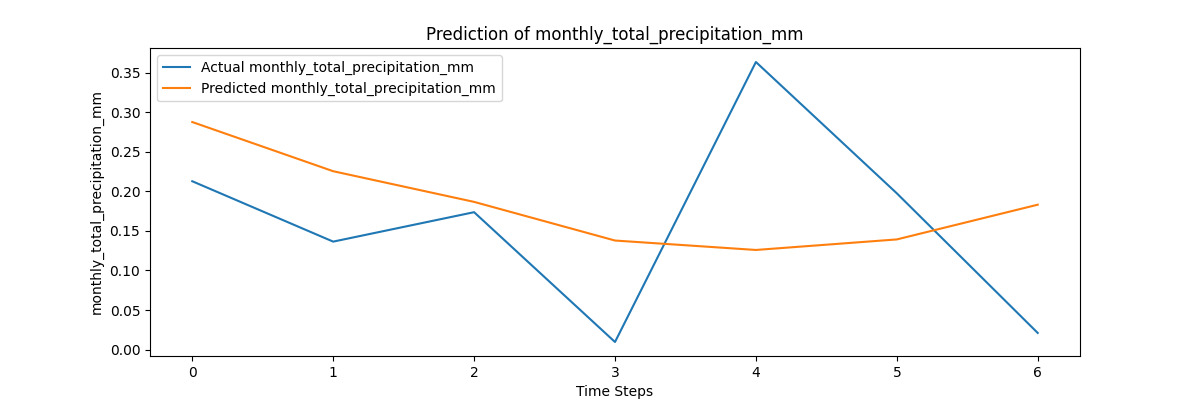 Prediction of monthly_total_precipitation_mm
Actual monthly_total_precipitation_mm
Predicted monthly_total_precipitation_mm
monthly_total_precipitation_mm
0.35
0.30
0.25
0.20
0.15
0.10
0.05
0.00
0 1 2 3 4 5 6
Time Steps